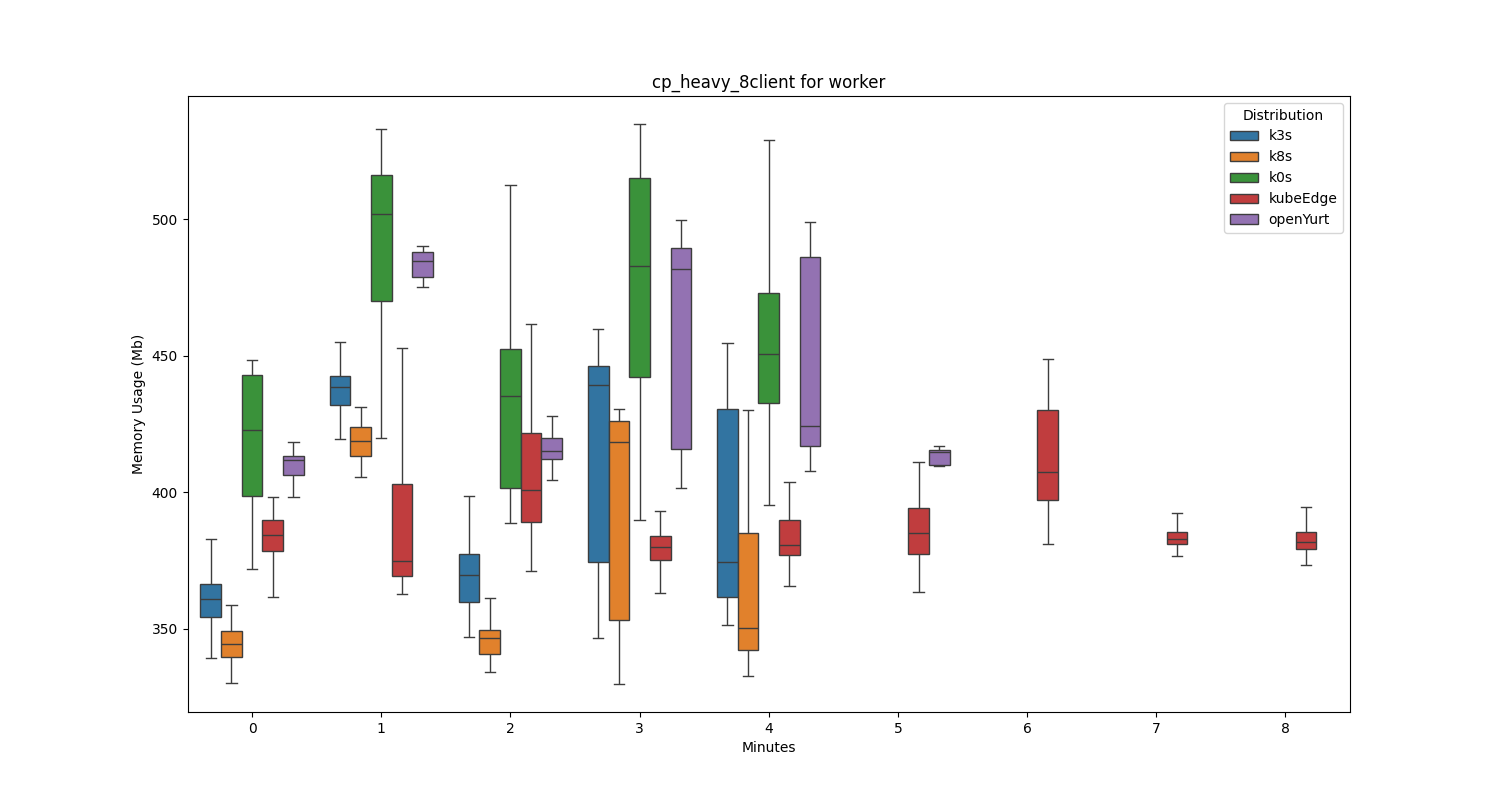 cp_heavy_8client for worker
Distribution
k3s
k8s
k0s
kubeEdge
openYurt
Memory Usage (Mb)
500
450
400
350
0 1 2 3 4 5 6 7 8
Minutes